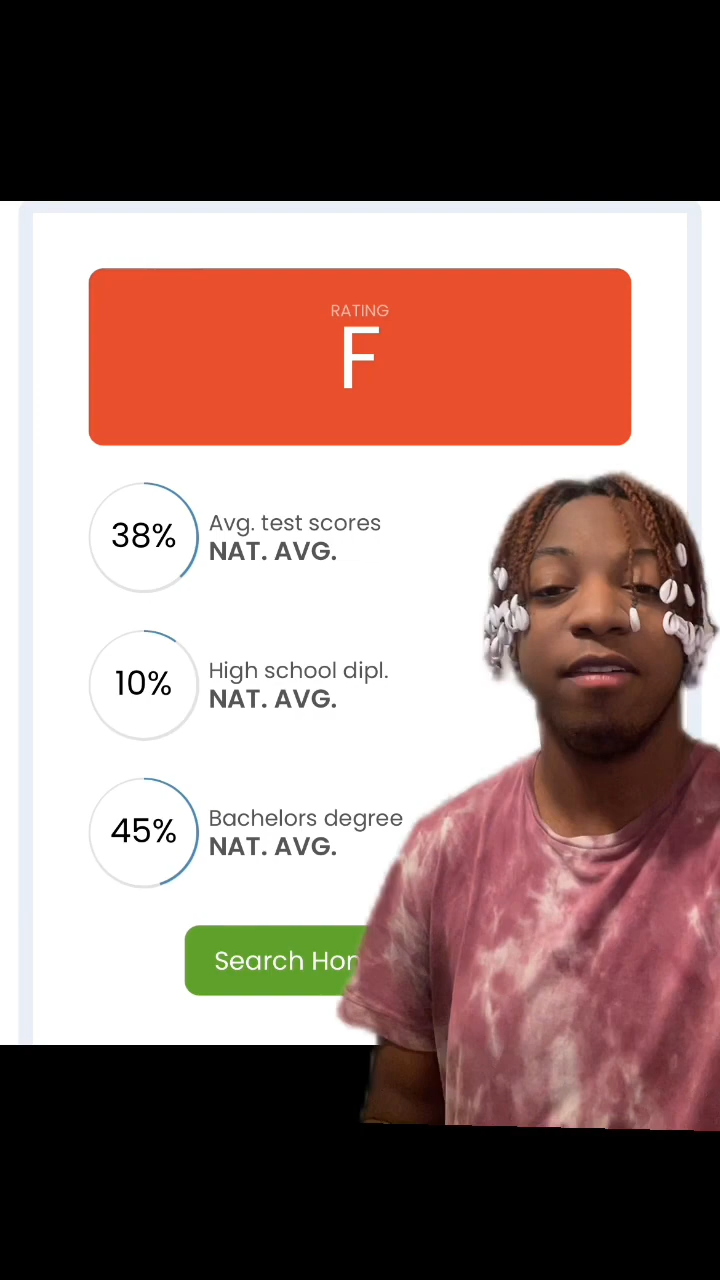 RATING
F
38%
Avg. test scores
NAT. AVG.
10%
High school dipl.
NAT. AVG.
45%
Bachelors degree
NAT. AVG.
Search Hom